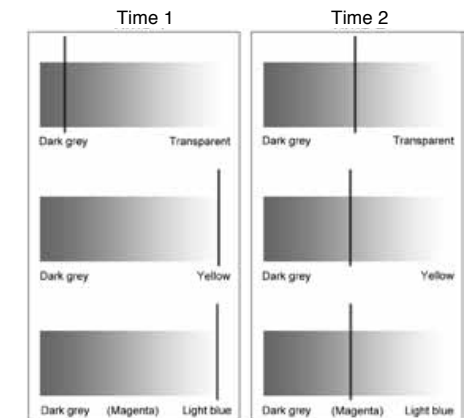 Time 1 Time 2
Dark grey Transparent Dark grey Transparent
Dark grey Yellow Dark grey Yellow
Dark grey (Magenta) Light blue Dark grey (Magenta) Light blue